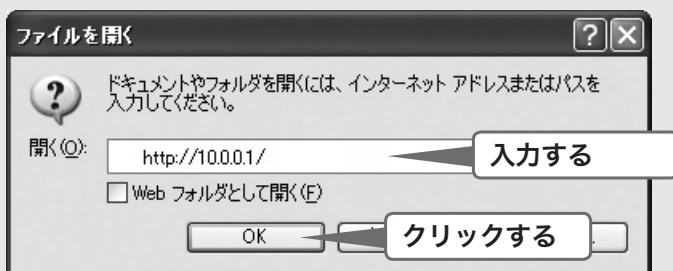 ファイルを開く
ドキュメントやフォルダを開くには、インターネット アドレスまたはパスを
入力してください。
開く(O):
http://10.0.0.1/
入力する
Web フォルダとして開く(F)
OK
クリックする